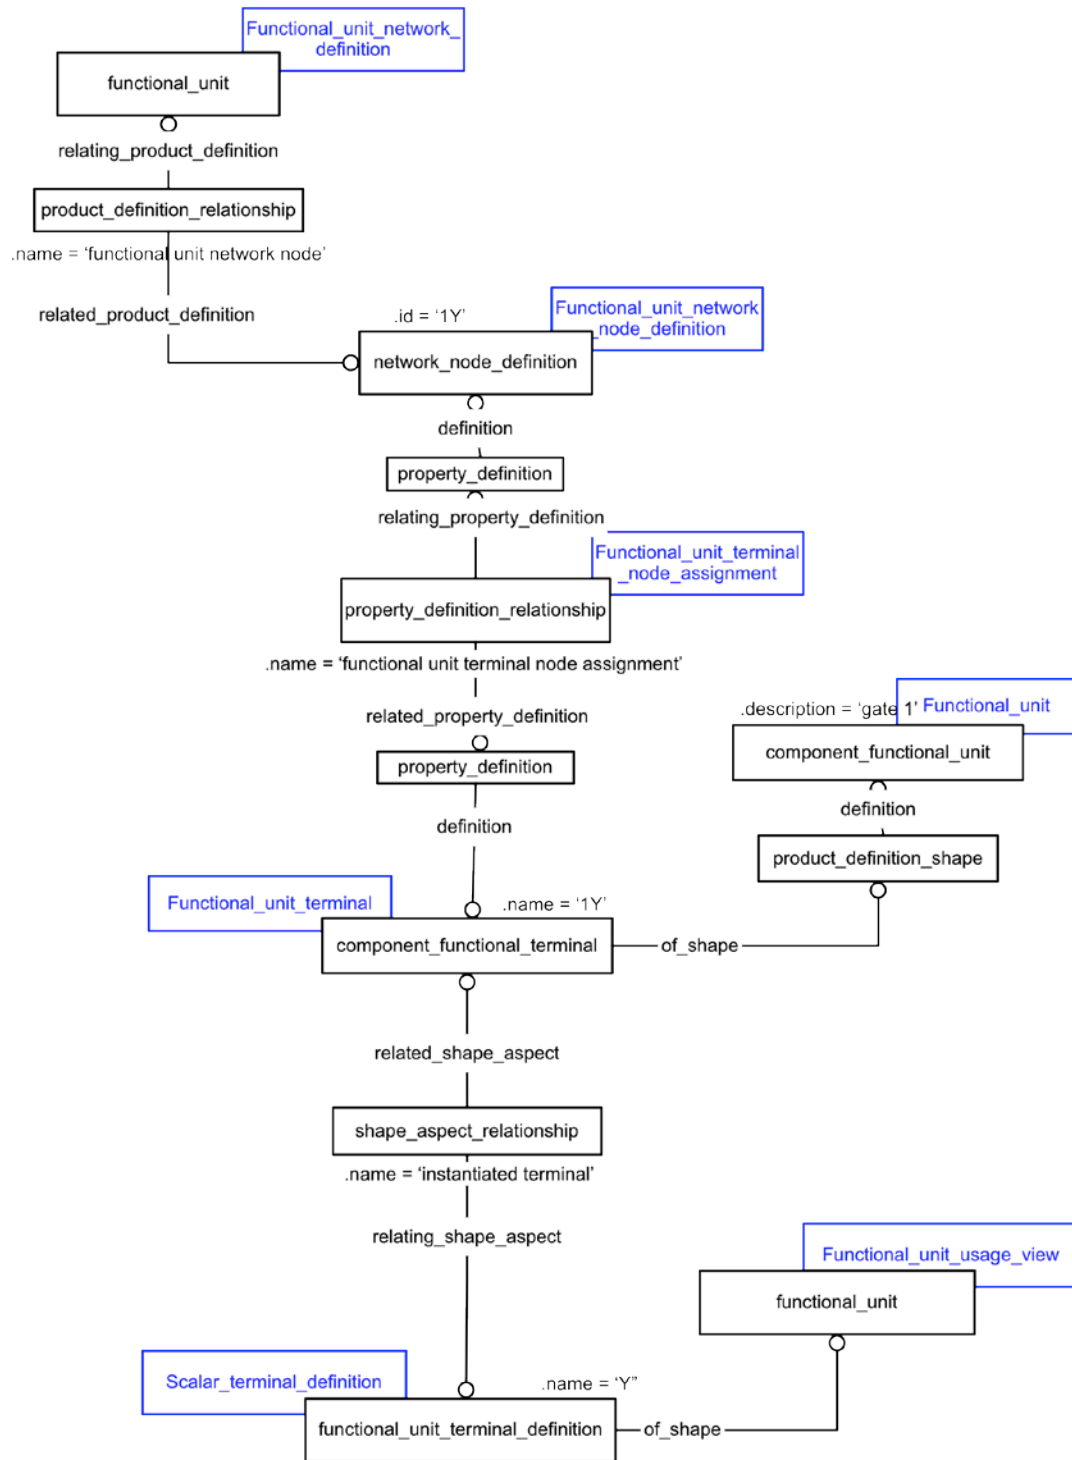 Functional_unit_network_
definition
functional_unit
relating_product_definition
product_definition_relationship
.name = ‘functional unit network node’
related_product_definition
Functional_unit_network
_node_definition
.id = ‘1Y’
network_node_definition
definition
property_definition
relating_property_definition
Functional_unit_terminal
_node_assignment
property_definition_relationship
.name = ‘functional unit terminal node assignment’
related_property_definition
property_definition
definition
.description = ‘gate 1’
Functional_unit
component_functional_unit
definition
product_definition_shape
Functional_unit_terminal
.name = ‘1Y’
component_functional_terminal
of_shape
related_shape_aspect
shape_aspect_relationship
.name = ‘instantiated terminal’
relating_shape_aspect
Functional_unit_usage_view
functional_unit
Scalar_terminal_definition
.name = ‘Y”
functional_unit_terminal_definition
of_shape